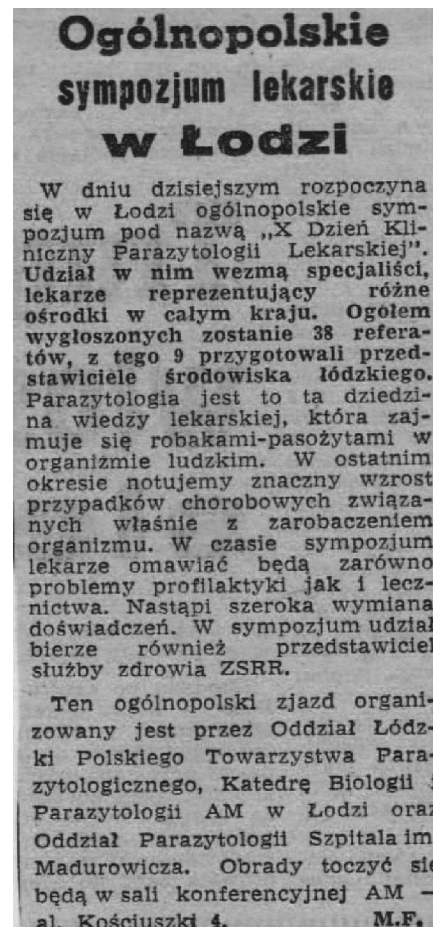 Ogólnopolskie
sympozjum lekarskie
w Łodzi
W dniu dzisiejszym rozpoczyna
się w Łodzi ogólnopolskie sym-
pozjum pod nazwą „X Dzień Kli-
niczny Parazytologii Lekarskiej”.
Udział w nim wezmą specjaliści,
lekarze reprezentujący różne
ośrodki w całym kraju. Ogółem
wygłoszonych zostanie 38 refera-
tów, z tego 9 przygotowali przed-
stawiciele środowiska łódzkiego.
Parazytologia jest to ta dziedzi-
na wiedzy lekarskiej, która zaj-
muje się robakami-pasożytami w
organizmie ludzkim. W ostatnim
okresie notujemy znaczny wzrost
przypadków chorobowych związa-
nych właśnie z zarobaczeniem
organizmu. W czasie sympozjum
lekarze omawiać będą zarówno
problemy profilaktyki jak i lecz-
nictwa. Nastąpi szeroka wymiana
doświadczeń. W sympozjum udział
bierze również przedstawiciel
służby zdrowia ZSRR.
Ten ogólnopolski zjazd organi-
zowany jest przez Oddział Łódz-
ki Polskiego Towarzystwa Para-
zytologicznego, Katedrę Biologii i
Parazytologii AM w Łodzi oraz
Oddział Parazytologii Szpitala im.
Madurowicza. Obrady toczyć się
będą w sali konferencyjnej AM —
al. Kościuszki 4. M.F.